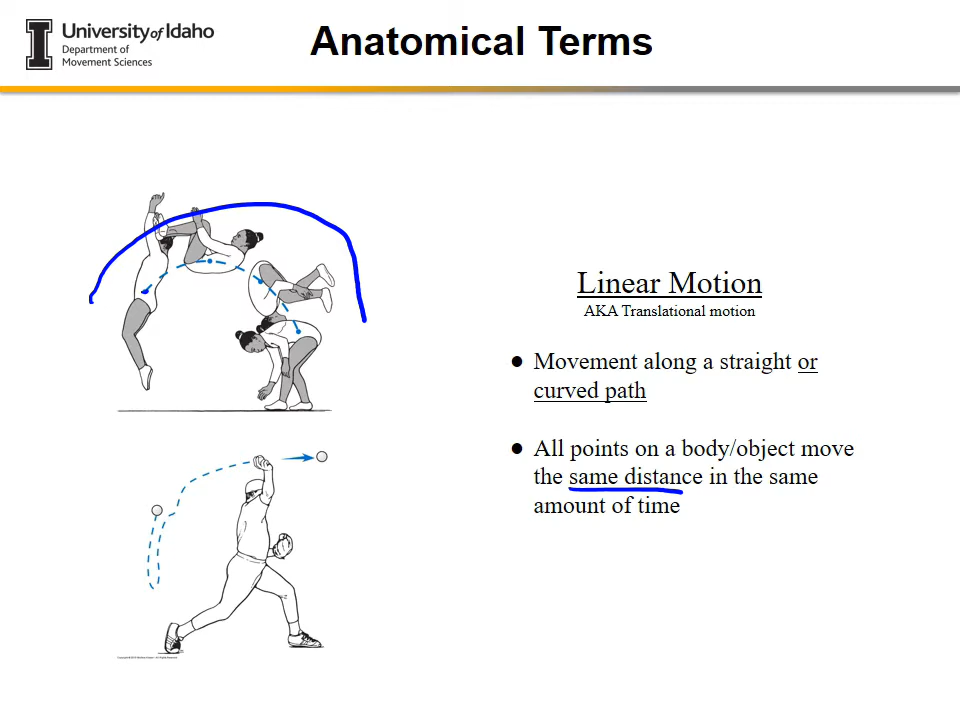 University of Idaho
Department of
Movement Sciences
Anatomical Terms
Linear Motion
AKA Translational motion
● Movement along a straight or
curved path
● All points on a body/object move
the same distance in the same
amount of time